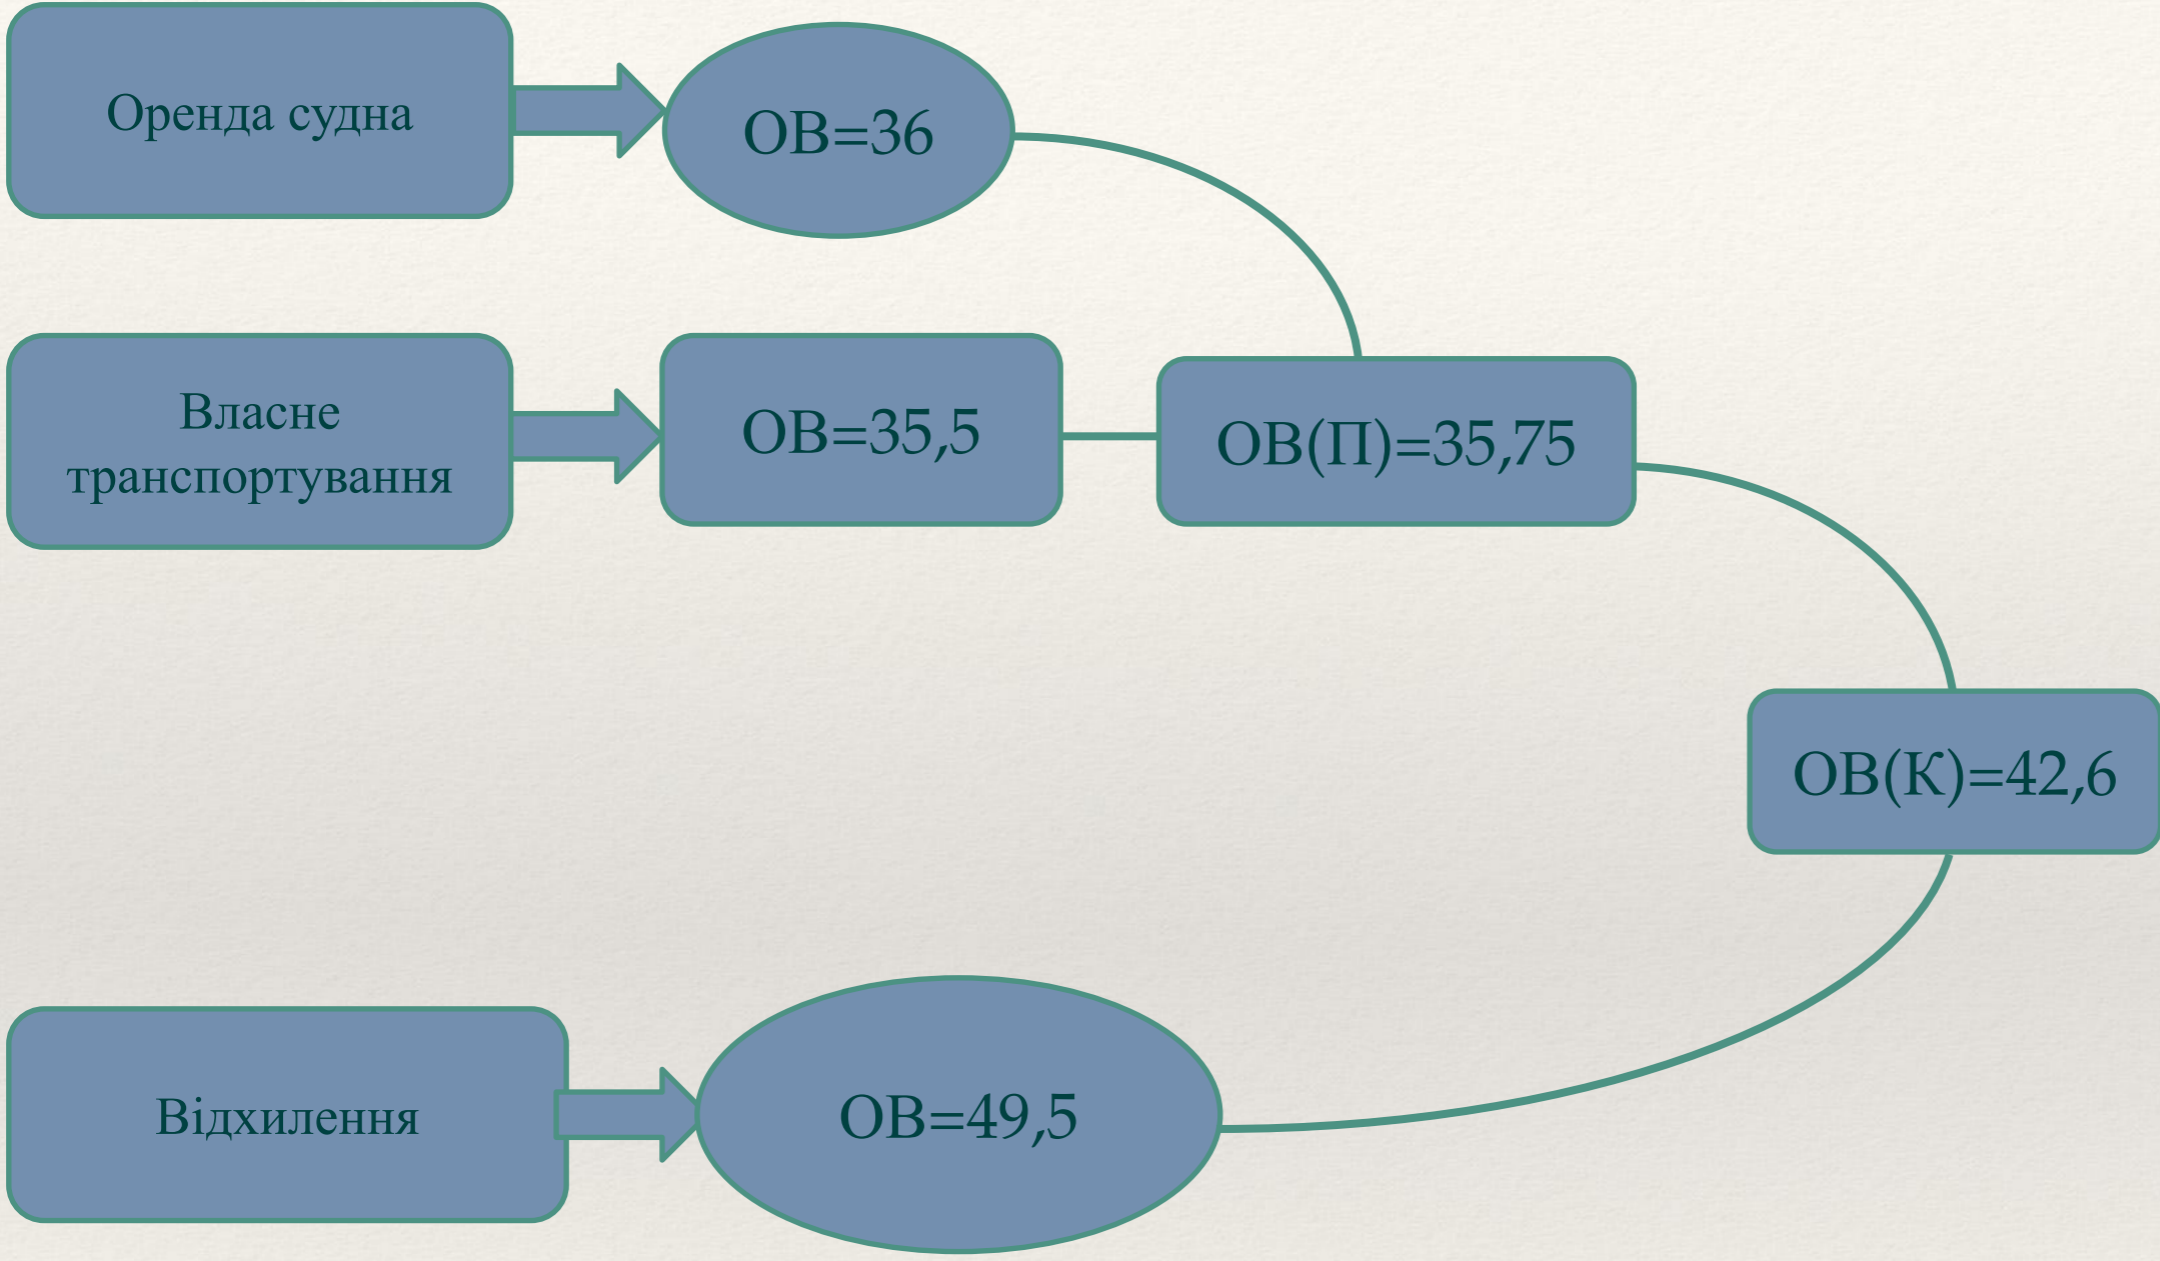 Оренда судна
ОВ=36
Власне
транспортування
ОВ=35,5
ОВ(П)=35,75
ОВ(К)=42,6
Відхилення
ОВ=49,5